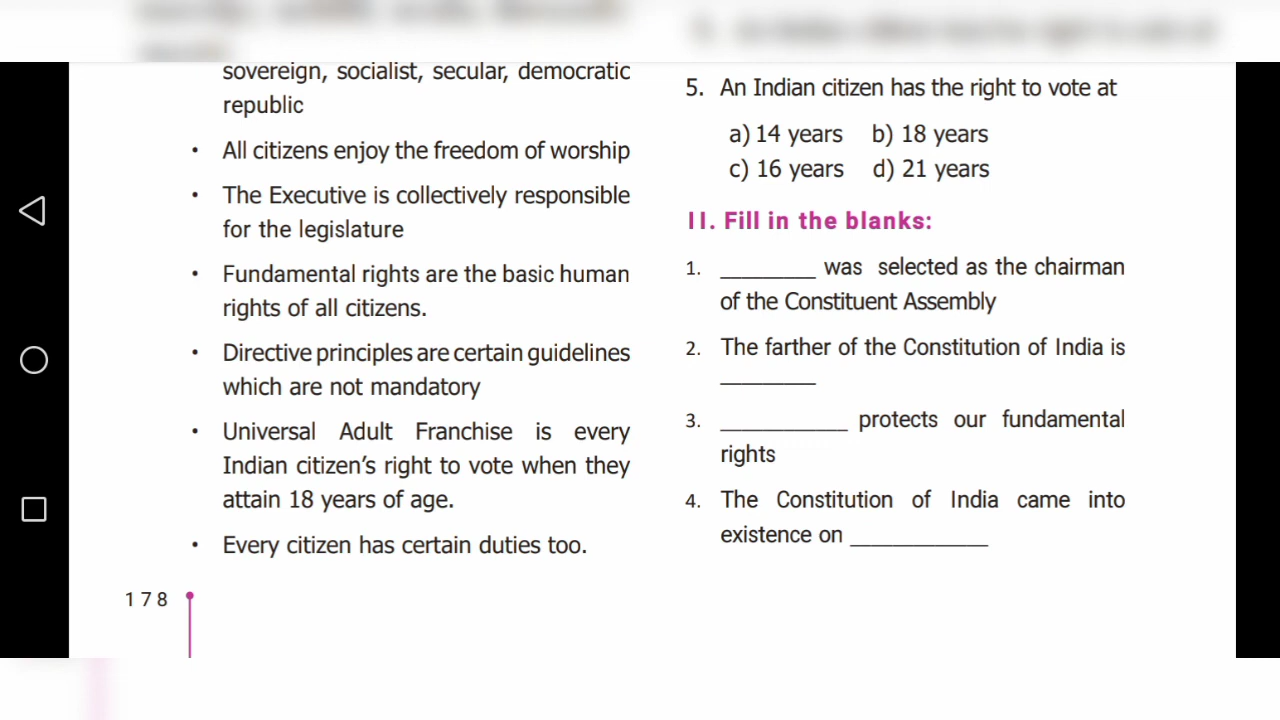 sovereign, socialist, secular, democratic
republic
• All citizens enjoy the freedom of worship
• The Executive is collectively responsible
for the legislature
• Fundamental rights are the basic human
rights of all citizens.
• Directive principles are certain guidelines
which are not mandatory
• Universal Adult Franchise is every
Indian citizen's right to vote when they
attain 18 years of age.
• Every citizen has certain duties too.
178
5. An Indian citizen has the right to vote at
a) 14 years b) 18 years
c) 16 years d) 21 years
II. Fill in the blanks:
1. _________ was selected as the chairman
of the Constituent Assembly
2. The farther of the Constitution of India is
_________
3. ____________ protects our fundamental
rights
4. The Constitution of India came into
existence on _____________